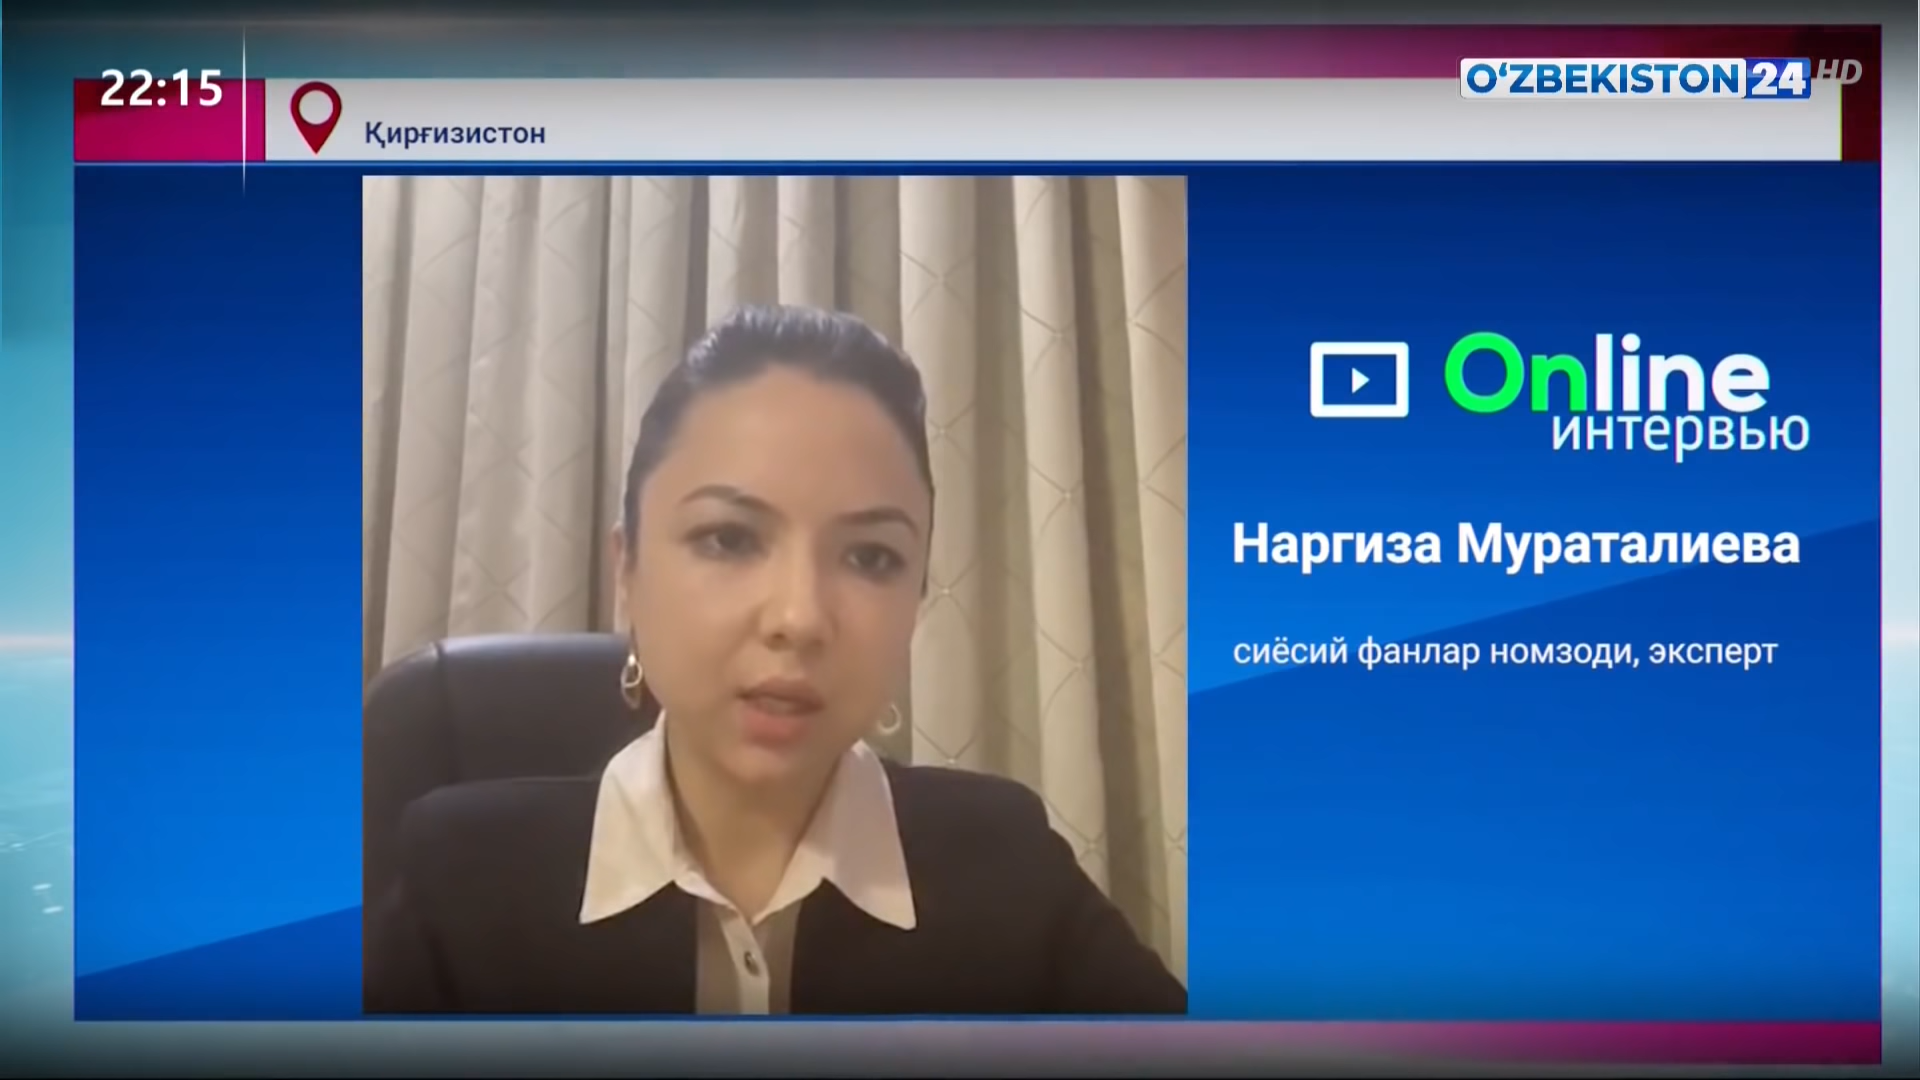 22:15
O‘ZBEKISTON 24 HD
Қирғизистон
Online
интервью
Наргиза Мураталиева
сиёсий фанлар номзоди, эксперт